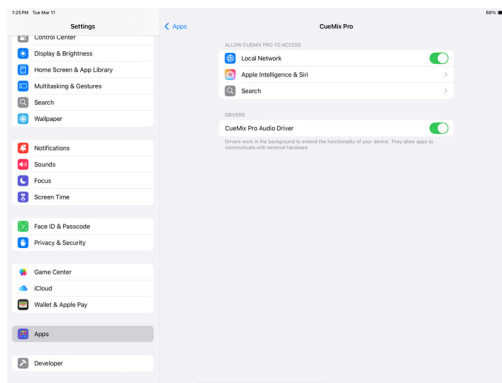 1:25 PM Tue Mar 11
66%
Settings
Control Center
Display & Brightness
Home Screen & App Library
Multitasking & Gestures
Search
Wallpaper
Notifications
Sounds
Focus
Screen Time
Face ID & Passcode
Privacy & Security
Game Center
iCloud
Wallet & Apple Pay
Apps
Developer
Apps
CueMix Pro
ALLOW CUEMIX PRO TO ACCESS
Local Network
Apple Intelligence & Siri
Search
DRIVERS
CueMix Pro Audio Driver
Drivers work in the background to extend the functionality of your device. They allow apps to
communicate with external hardware.